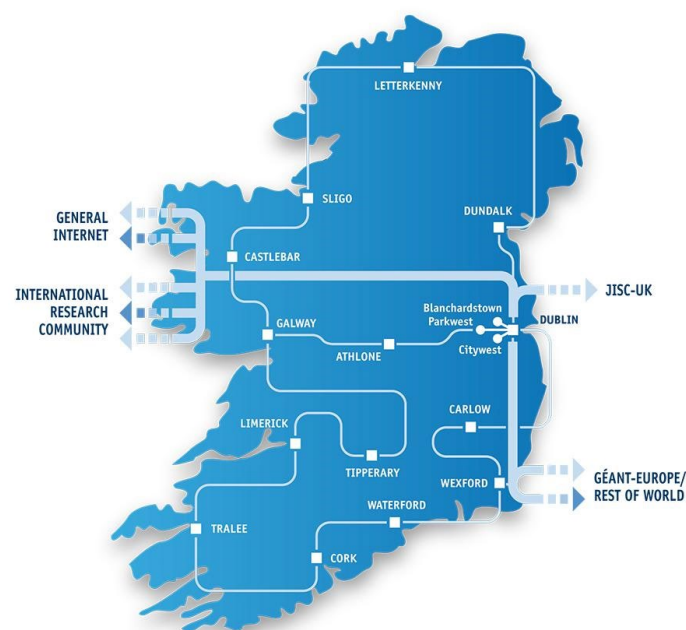 LETTERKENNY
SLIGO
DUNDALK
GENERAL
INTERNET
CASTLEBAR
INTERNATIONAL
RESEARCH
COMMUNITY
JISC-UK
Blanchardstown
Parkwest
DUBLIN
Citywest
GALWAY
ATHLONE
CARLOW
LIMERICK
TIPPERARY
WEXFORD
GÉANT-EUROPE/
REST OF WORLD
WATERFORD
TRALEE
CORK